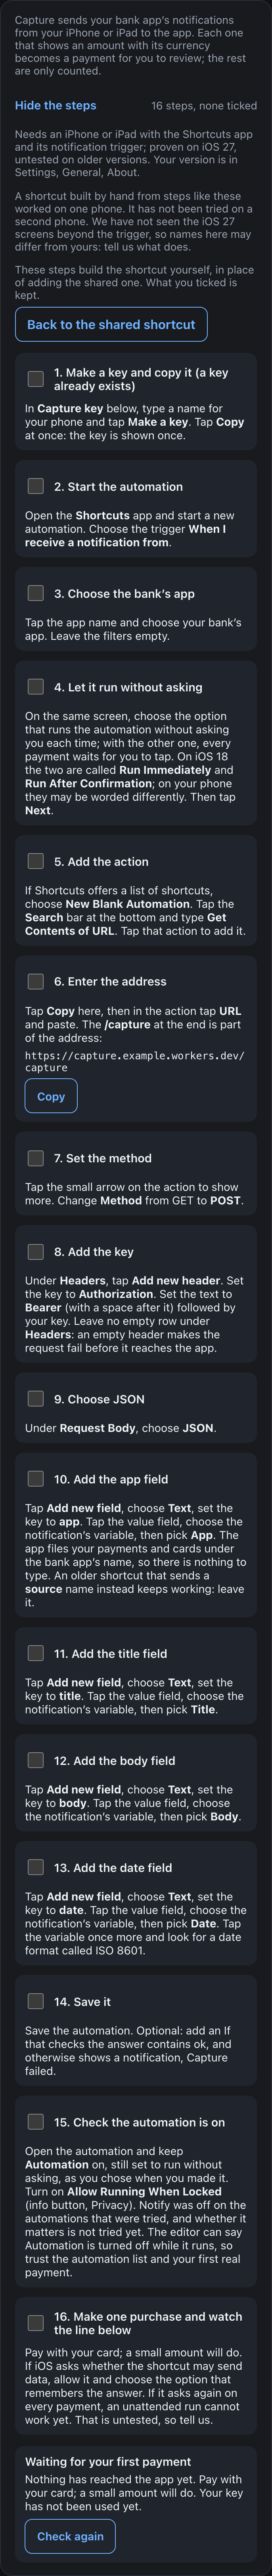 Capture sends your bank app's notifications
from your iPhone or iPad to the app. Each one
that shows an amount with its currency
becomes a payment for you to review; the rest
are only counted.
Hide the steps
16 steps, none ticked
Needs an iPhone or iPad with the Shortcuts app
and its notification trigger; proven on iOS 27,
untested on older versions. Your version is in
Settings, General, About.
A shortcut built by hand from steps like these
worked on one phone. It has not been tried on a
second phone. We have not seen the iOS 27
screens beyond the trigger, so names here may
differ from yours: tell us what does.
These steps build the shortcut yourself, in place
of adding the shared one. What you ticked is
kept.
Back to the shared shortcut
1. Make a key and copy it (a key
already exists)
In Capture key below, type a name for
your phone and tap Make a key. Tap Copy
at once: the key is shown once.
2. Start the automation
Open the Shortcuts app and start a new
automation. Choose the trigger When I
receive a notification from.
3. Choose the bank's app
Tap the app name and choose your bank's
app. Leave the filters empty.
4. Let it run without asking
On the same screen, choose the option
that runs the automation without asking
you each time; with the other one, every
payment waits for you to tap. On iOS 18
the two are called Run Immediately and
Run After Confirmation; on your phone
they may be worded differently. Then tap
Next.
5. Add the action
If Shortcuts offers a list of shortcuts,
choose New Blank Automation. Tap the
Search bar at the bottom and type Get
Contents of URL. Tap that action to add it.
6. Enter the address
Tap Copy here, then in the action tap URL
and paste. The /capture at the end is part
of the address:
https://capture.example.workers.dev/
capture
Copy
7. Set the method
Tap the small arrow on the action to show
more. Change Method from GET to POST.
8. Add the key
Under Headers, tap Add new header. Set
the key to Authorization. Set the text to
Bearer (with a space after it) followed by
your key. Leave no empty row under
Headers: an empty header makes the
request fail before it reaches the app.
9. Choose JSON
Under Request Body, choose JSON.
10. Add the app field
Tap Add new field, choose Text, set the
key to app. Tap the value field, choose the
notification's variable, then pick App. The
app files your payments and cards under
the bank app's name, so there is nothing to
type. An older shortcut that sends a
source name instead keeps working: leave
it.
11. Add the title field
Tap Add new field, choose Text, set the
key to title. Tap the value field, choose the
notification's variable, then pick Title.
12. Add the body field
Tap Add new field, choose Text, set the
key to body. Tap the value field, choose
the notification's variable, then pick Body.
13. Add the date field
Tap Add new field, choose Text, set the
key to date. Tap the value field, choose the
notification's variable, then pick Date. Tap
the variable once more and look for a date
format called ISO 8601.
14. Save it
Save the automation. Optional: add an If
that checks the answer contains ok, and
otherwise shows a notification, Capture
failed.
15. Check the automation is on
Open the automation and keep
Automation on, still set to run without
asking, as you chose when you made it.
Turn on Allow Running When Locked
(info button, Privacy). Notify was off on the
automations that were tried, and whether it
matters is not tried yet. The editor can say
Automation is turned off while it runs, so
trust the automation list and your first real
payment.
16. Make one purchase and watch
the line below
Pay with your card; a small amount will do.
If iOS asks whether the shortcut may send
data, allow it and choose the option that
remembers the answer. If it asks again on
every payment, an unattended run cannot
work yet. That is untested, so tell us.
Waiting for your first payment
Nothing has reached the app yet. Pay with
your card; a small amount will do. Your key
has not been used yet.
Check again